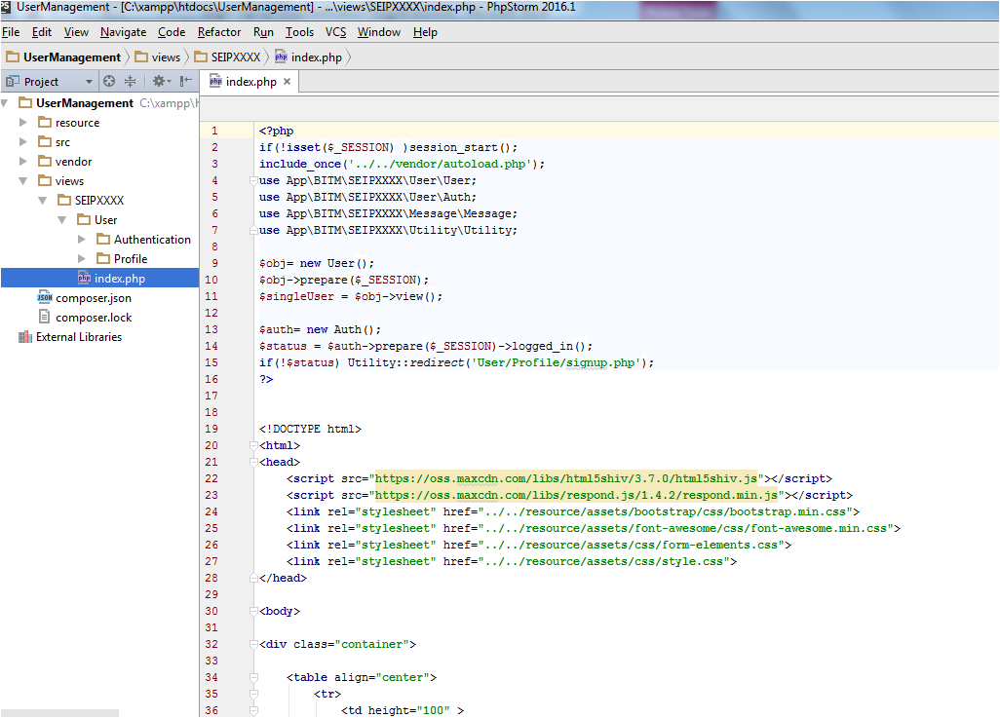 UserManagement - [C:\xampp\htdocs\UserManagement] - ...\views\SEIPXXXX\index.php - PhpStorm 2016.1
File Edit View Navigate Code Refactor Run Tools VCS Window Help
UserManagement views SEIPXXXX index.php
Project
index.php
UserManagement C:\xampp\h
resource
src
vendor
views
SEIPXXXX
User
Authentication
Profile
index.php
composer.json
composer.lock
External Libraries
1 <?php
2 if(!isset($_SESSION) )session_start();
3 include_once('../../vendor/autoload.php');
4 use App\BITM\SEIPXXXX\User\User;
5 use App\BITM\SEIPXXXX\User\Auth;
6 use App\BITM\SEIPXXXX\Message\Message;
7 use App\BITM\SEIPXXXX\Utility\Utility;
8
9 $obj= new User();
10 $obj->prepare($_SESSION);
11 $singleUser = $obj->view();
12
13 $auth= new Auth();
14 $status = $auth->prepare($_SESSION)->logged_in();
15 if(!$status) Utility::redirect('User/Profile/signup.php');
16 ?>
17
18
19 <!DOCTYPE html>
20 <html>
21 <head>
22 <script src="https://oss.maxcdn.com/libs/html5shiv/3.7.0/html5shiv.js"></script>
23 <script src="https://oss.maxcdn.com/libs/respond.js/1.4.2/respond.min.js"></script>
24 <link rel="stylesheet" href="../../resource/assets/bootstrap/css/bootstrap.min.css">
25 <link rel="stylesheet" href="../../resource/assets/font-awesome/css/font-awesome.min.css">
26 <link rel="stylesheet" href="../../resource/assets/css/form-elements.css">
27 <link rel="stylesheet" href="../../resource/assets/css/style.css">
28 </head>
29
30 <body>
31
32 <div class="container">
33
34 <table align="center">
35 <tr>
36 <td height="100" >